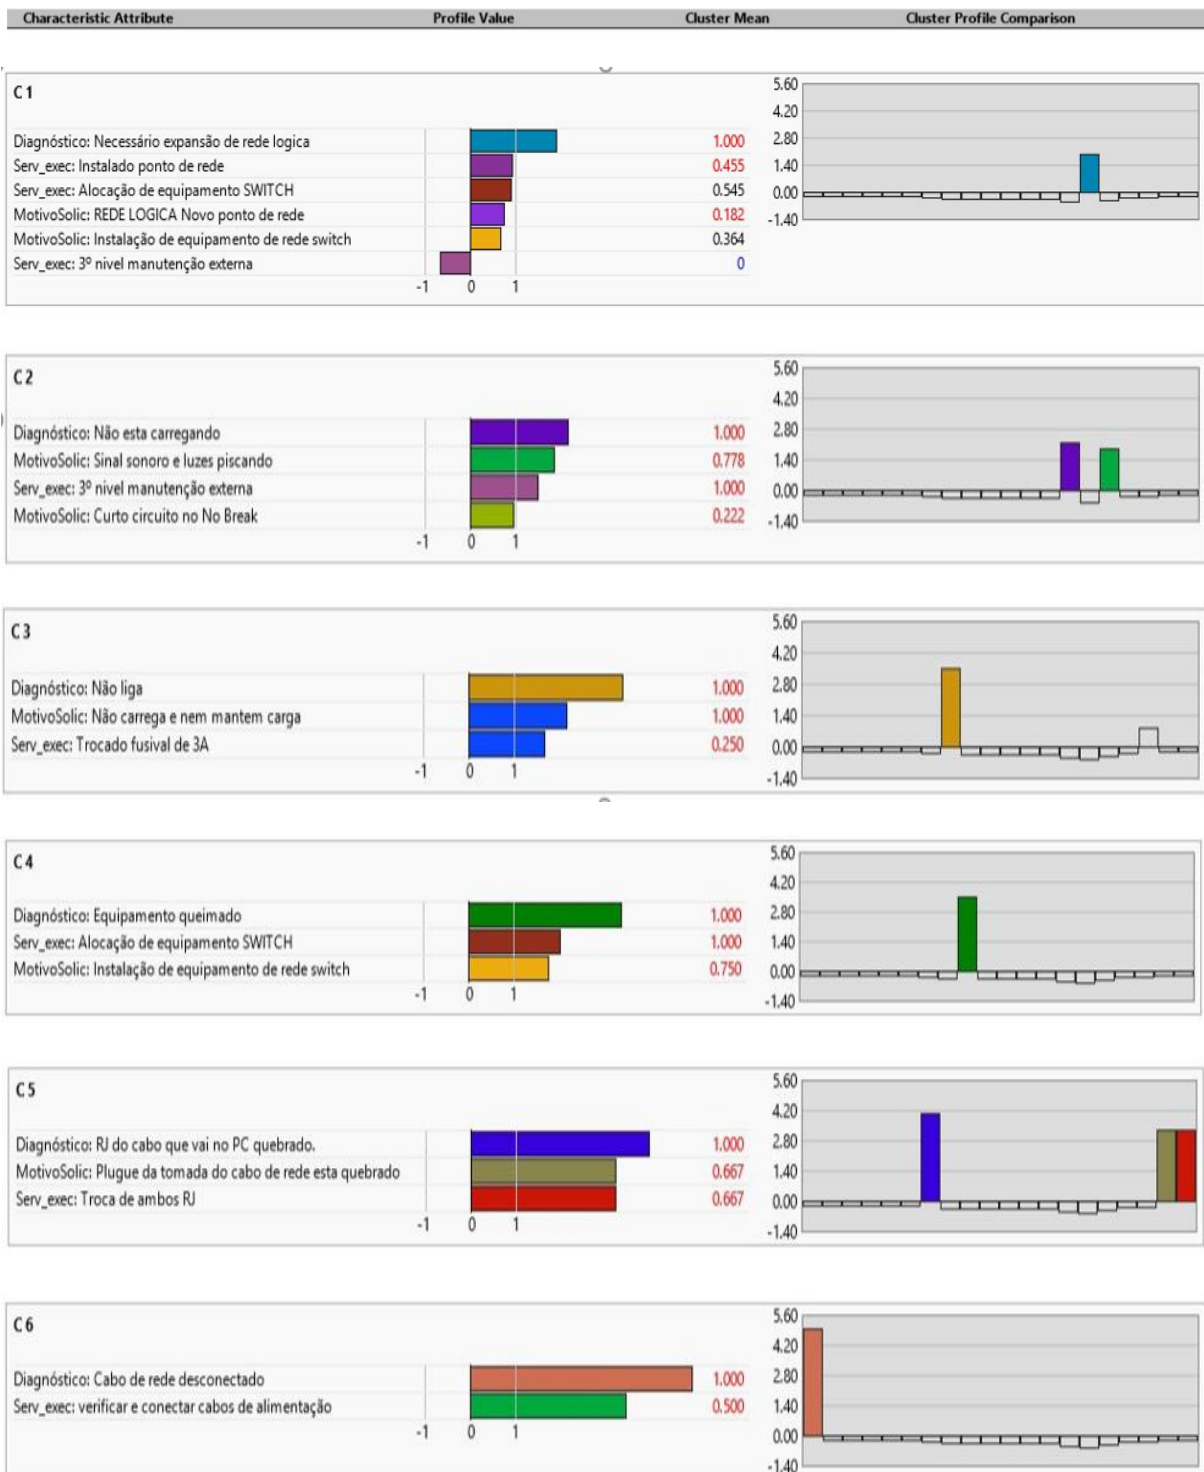 Characteristic Attribute Profile Value Cluster Mean Cluster Profile Comparison
C1
5.60
4.20
Diagnóstico: Necessário expansão de rede logica 1.000 2.80
Serv_exec: Instalado ponto de rede 0.455 1.40
Serv_exec: Alocação de equipamento SWITCH 0.545 0.00
MotivoSolic: REDE LOGICA Novo ponto de rede 0.182 -1.40
MotivoSolic: Instalação de equipamento de rede switch 0.364
Serv_exec: 3º nivel manutenção externa 0
-1 0 1
C2
5.60
4.20
Diagnóstico: Não esta carregando 1.000 2.80
MotivoSolic: Sinal sonoro e luzes piscando 0.778 1.40
Serv_exec: 3º nivel manutenção externa 1.000 0.00
MotivoSolic: Curto circuito no No Break 0.222 -1.40
-1 0 1
C3
5.60
4.20
Diagnóstico: Não liga 1.000 2.80
MotivoSolic: Não carrega e nem mantem carga 1.000 1.40
Serv_exec: Trocado fusival de 3A 0.250 0.00
-1 0 1 -1.40
C4
5.60
4.20
Diagnóstico: Equipamento queimado 1.000 2.80
Serv_exec: Alocação de equipamento SWITCH 1.000 1.40
MotivoSolic: Instalação de equipamento de rede switch 0.750 0.00
-1 0 1 -1.40
C5
5.60
4.20
Diagnóstico: RJ do cabo que vai no PC quebrado. 1.000 2.80
MotivoSolic: Plugue da tomada do cabo de rede esta quebrado 0.667 1.40
Serv_exec: Troca de ambos RJ 0.667 0.00
-1 0 1 -1.40
C6
5.60
4.20
Diagnóstico: Cabo de rede desconectado 1.000 2.80
Serv_exec: verificar e conectar cabos de alimentação 0.500 1.40
-1 0 1 0.00
-1.40